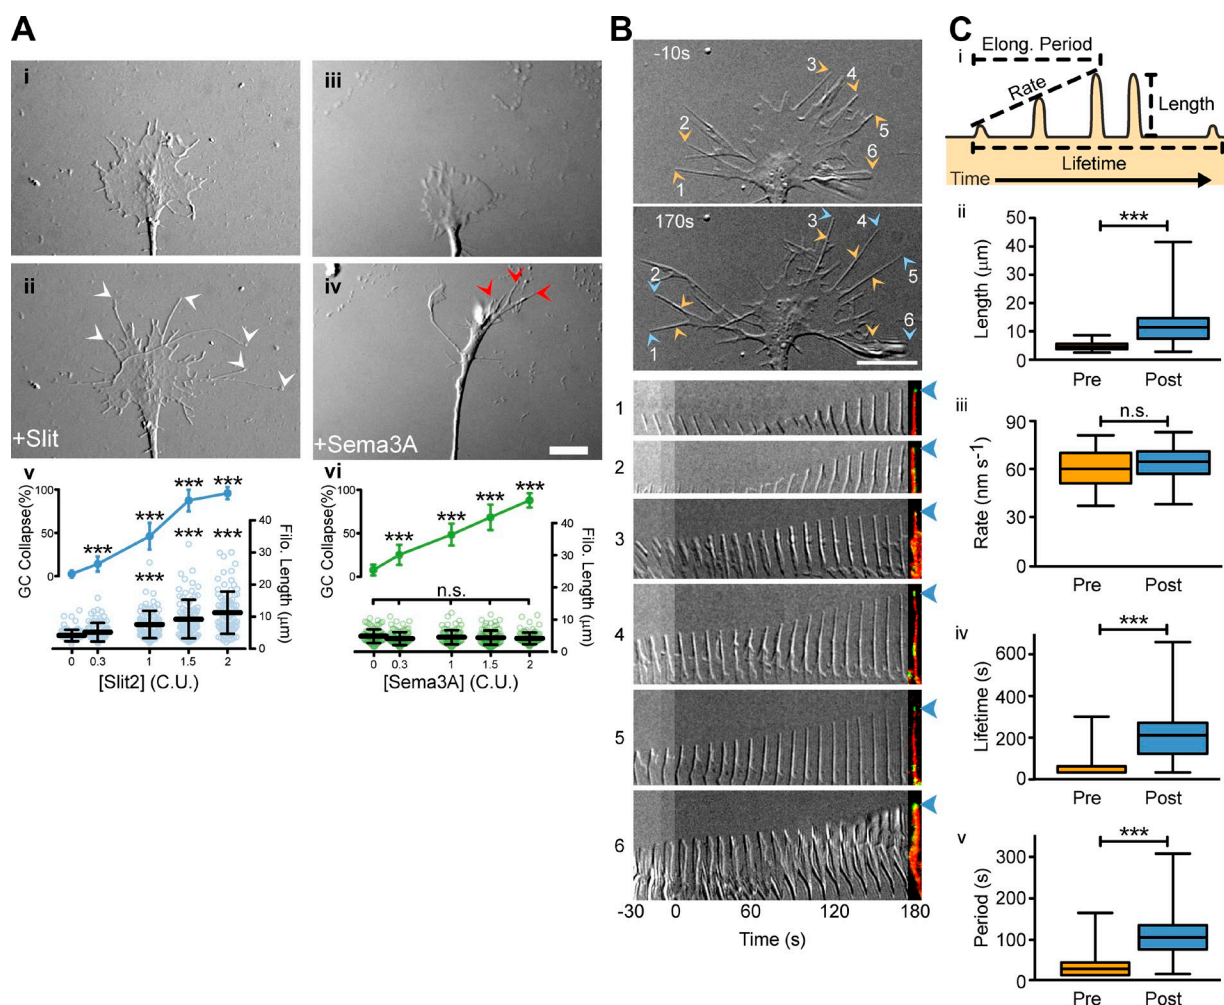 A
i
iii
ii
+Slit
iv
+Sema3A
v
GC Collapse(%)
100
50
0
***
***
***
***
***
***
***
40
30
20
10
0
Filo. Length (μm)
0
0.3
1
1.5
2
[Slit2] (C.U.)
vi
GC Collapse(%)
100
50
0
***
***
***
***
n.s.
40
30
20
10
0
Filo. Length (μm)
0
0.3
1
1.5
2
[Sema3A] (C.U.)
B
-10s
1
2
3
4
5
6
170s
1
2
3
4
5
6
1
2
3
4
5
6
-30
0
60
120
180
Time (s)
C
i
Elong. Period
Rate
Length
Lifetime
Time
ii
***
50
40
30
20
10
0
Length (μm)
Pre
Post
iii
n.s.
90
60
30
0
Rate (nm s-1)
Pre
Post
iv
***
600
400
200
0
Lifetime (s)
Pre
Post
v
***
300
200
100
0
Period (s)
Pre
Post